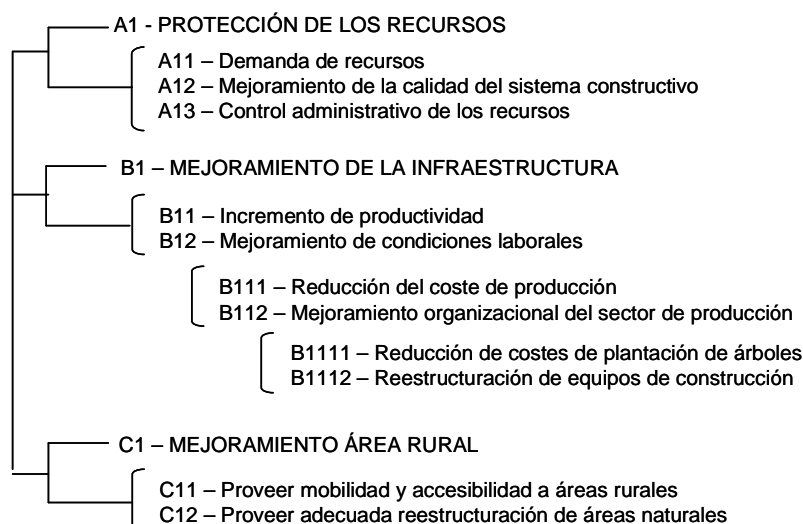 A1 - PROTECCIÓN DE LOS RECURSOS
A11 – Demanda de recursos
A12 – Mejoramiento de la calidad del sistema constructivo
A13 – Control administrativo de los recursos
B1 – MEJORAMIENTO DE LA INFRAESTRUCTURA
B11 – Incremento de productividad
B12 – Mejoramiento de condiciones laborales
B111 – Reducción del coste de producción
B112 – Mejoramiento organizacional del sector de producción
B1111 – Reducción de costes de plantación de árboles
B1112 – Reestructuración de equipos de construcción
C1 – MEJORAMIENTO ÁREA RURAL
C11 – Proveer mobilidad y accesibilidad a áreas rurales
C12 – Proveer adecuada reestructuración de áreas naturales